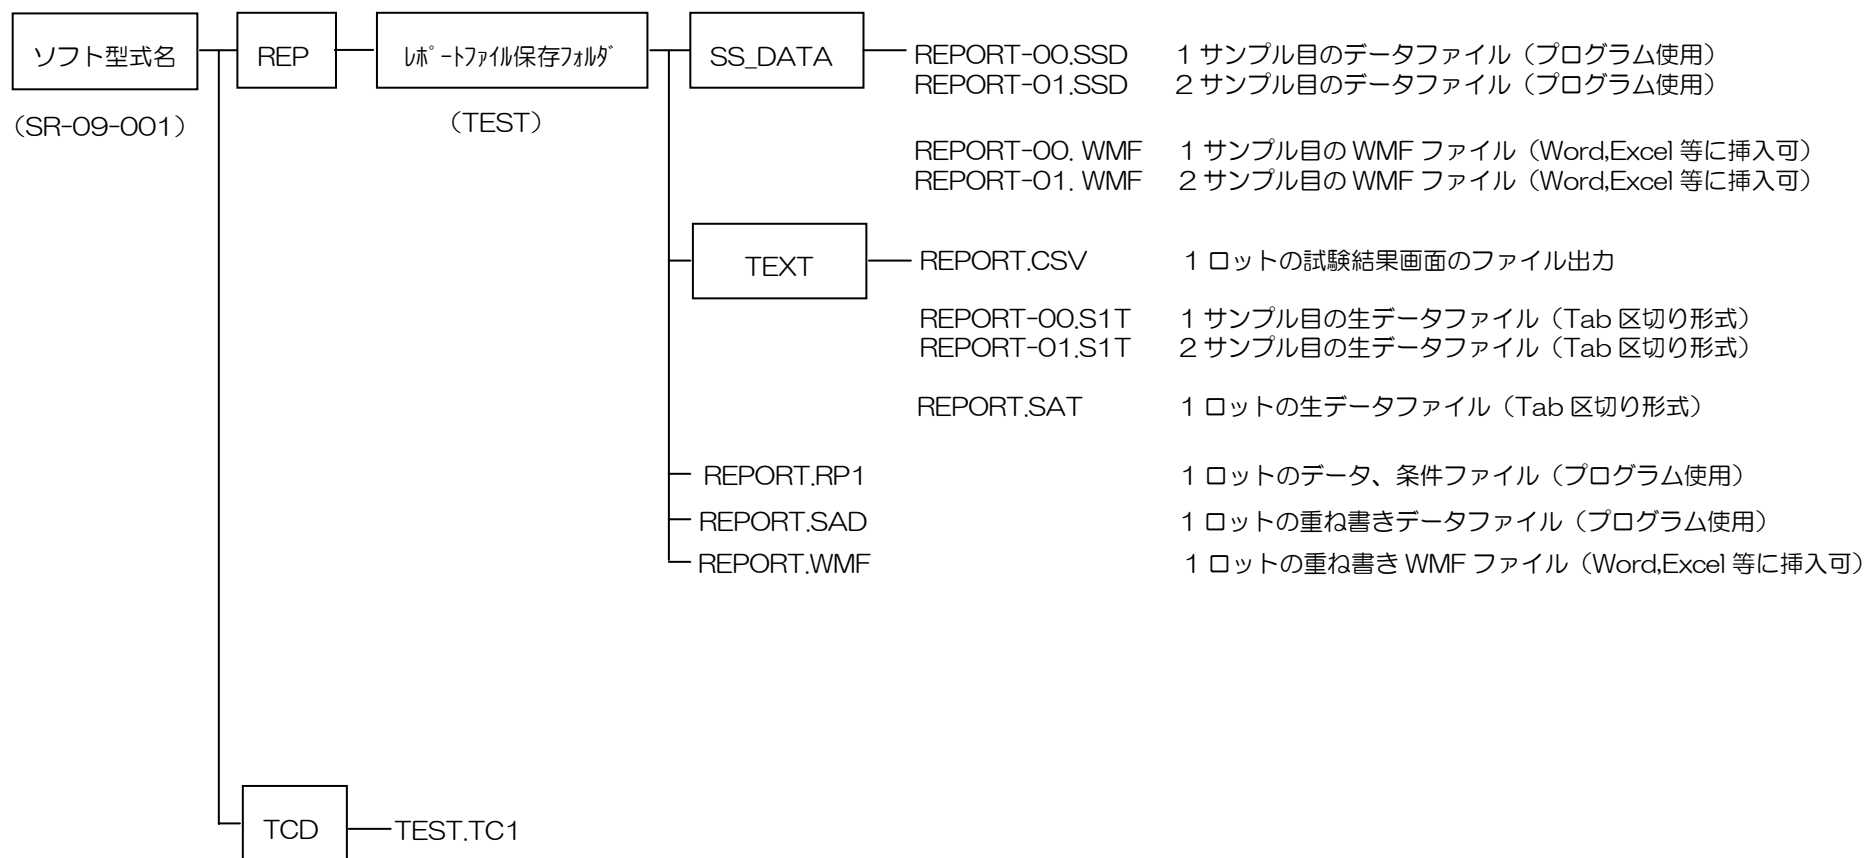 ソフト型式名
（SR-09-001）
REP
ﾚﾎﾟｰﾄﾌｧｲﾙ保存ﾌｫﾙﾀﾞ
（TEST）
SS_DATA
REPORT-00.SSD 1サンプル目のデータファイル（プログラム使用）
REPORT-01.SSD 2サンプル目のデータファイル（プログラム使用）
REPORT-00. WMF 1サンプル目の WMF ファイル（Word,Excel 等に挿入可）
REPORT-01. WMF 2サンプル目の WMF ファイル（Word,Excel 等に挿入可）
TEXT
REPORT.CSV 1ロットの試験結果画面のファイル出力
REPORT-00.S1T 1サンプル目の生データファイル（Tab 区切り形式）
REPORT-01.S1T 2サンプル目の生データファイル（Tab 区切り形式）
REPORT.SAT 1ロットの生データファイル（Tab 区切り形式）
REPORT.RP1 1ロットのデータ、条件ファイル（プログラム使用）
REPORT.SAD 1ロットの重ね書きデータファイル（プログラム使用）
REPORT.WMF 1ロットの重ね書き WMF ファイル（Word,Excel 等に挿入可）
TCD
TEST.TC1